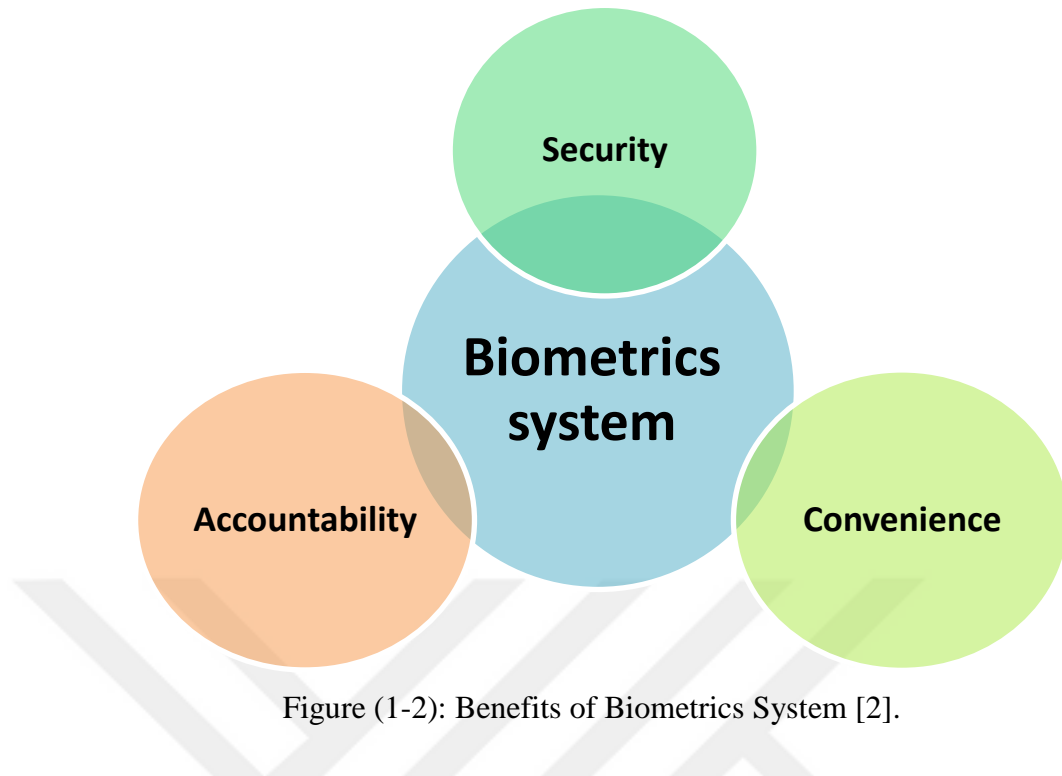 Security
Biometrics
system
Accountability
Convenience
Figure (1-2): Benefits of Biometrics System [2].